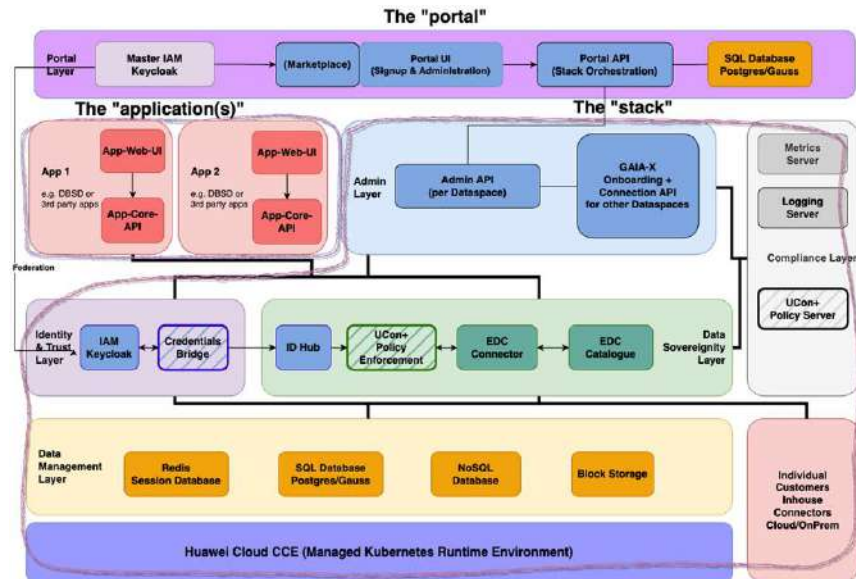 The "portal"
Portal
Layer
Master IAM
Keycloak
(Marketplace)
Portal UI
(Signup & Administration)
Portal API
(Stack Orchestration)
SQL Database
Postgres/Gauss
The "application(s)"
The "stack"
App 1
e.g. DBSD or
3rd party apps
App-Web-UI
App-Core-
API
App 2
e.g. DBSD or
3rd party apps
App-Web-UI
App-Core-
API
Admin
Layer
Admin API
(per Dataspace)
GAIA-X
Onboarding +
Connection API
for other Dataspaces
Metrics
Server
Logging
Server
Compliance Layer
UCon+
Policy Server
Federation
Identity
& Trust
Layer
IAM
Keycloak
Credentials
Bridge
ID Hub
UCon+
Policy
Enforcement
EDC
Connector
EDC
Catalogue
Data
Sovereignity
Layer
Data
Management
Layer
Redis
Session Database
SQL Database
Postgres/Gauss
NoSQL
Database
Block Storage
Individual
Customers
Inhouse
Connectors
Cloud/OnPrem
Huawei Cloud CCE (Managed Kubernetes Runtime Environment)